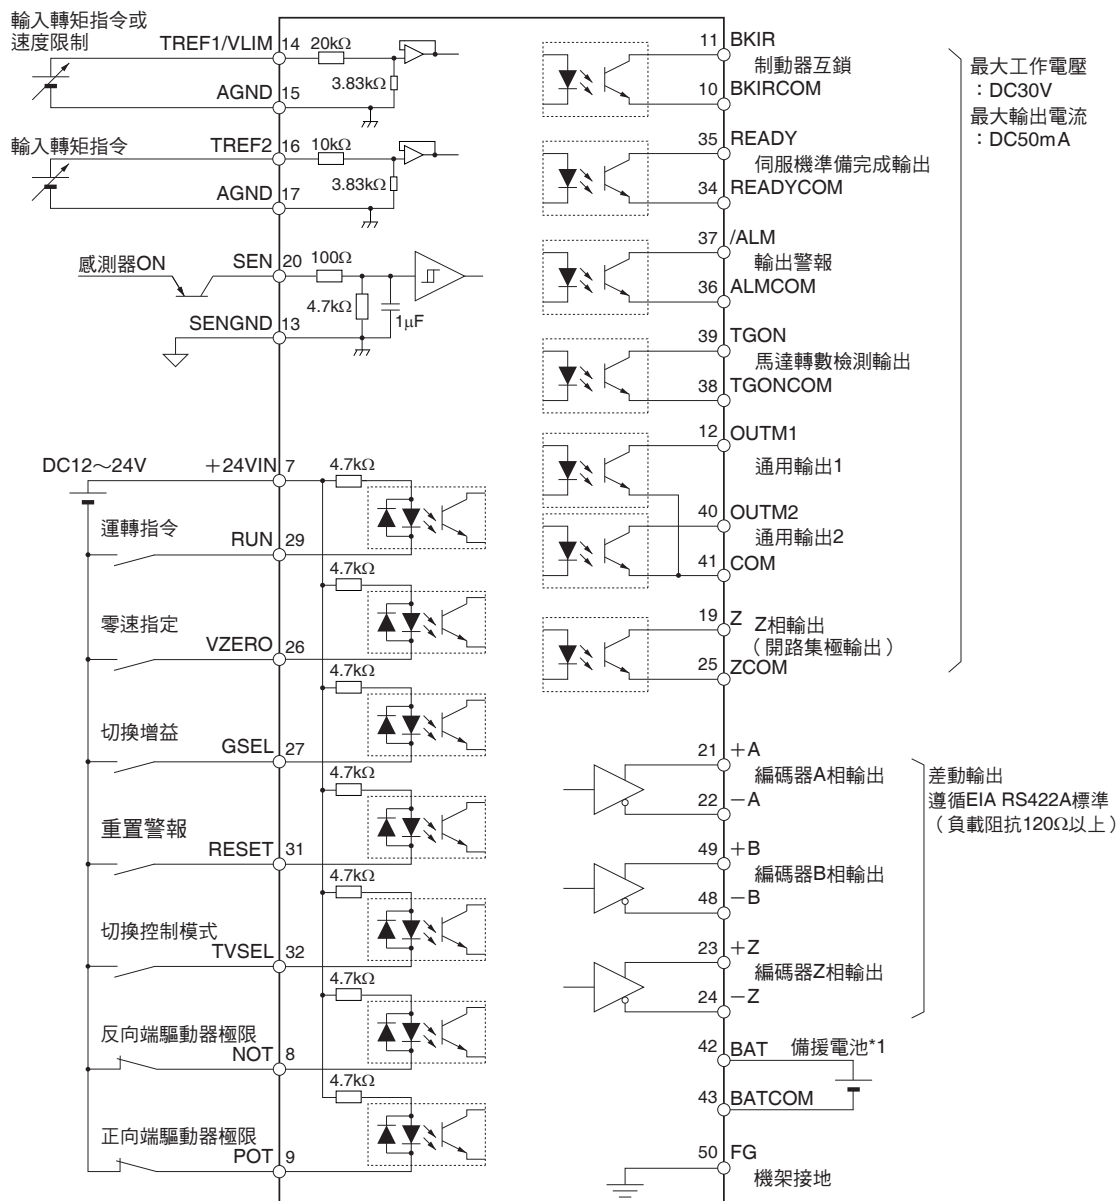 輸入轉矩指令或
速度限制
TREF1/VLIM 14 20kΩ
3.83kΩ
AGND 15
輸入轉矩指令
TREF2 16 10kΩ
3.83kΩ
AGND 17
感測器ON
SEN 20 100Ω
4.7kΩ
1μF
SENGND 13
DC12～24V
＋24VIN 7 4.7kΩ
運轉指令
RUN 29
4.7kΩ
零速指定
VZERO 26
4.7kΩ
切換增益
GSEL 27
4.7kΩ
重置警報
RESET 31
4.7kΩ
切換控制模式
TVSEL 32
4.7kΩ
反向端驅動器極限
NOT 8
4.7kΩ
正向端驅動器極限
POT 9
11 BKIR
制動器互鎖
10 BKIRCOM
35 READY
伺服機準備完成輸出
34 READYCOM
37 /ALM
輸出警報
36 ALMCOM
39 TGON
馬達轉數檢測輸出
38 TGONCOM
12 OUTM1
通用輸出1
40 OUTM2
通用輸出2
41 COM
19 Z
Z相輸出
（開路集極輸出）
25 ZCOM
最大工作電壓
：DC30V
最大輸出電流
：DC50mA
21 ＋A
編碼器A相輸出
22 －A
49 ＋B
編碼器B相輸出
48 －B
23 ＋Z
編碼器Z相輸出
24 －Z
差動輸出
遵循EIA RS422A標準
（負載阻抗120Ω以上）
42 BAT
備援電池*1
43 BATCOM
50 FG
機架接地